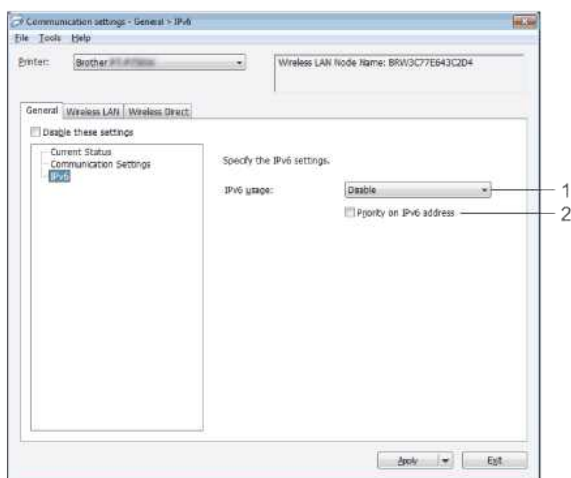 Communication settings - General > IPv6
File Tools Help
Printer:
Brother
Wireless LAN Node Name: BRW3C77E643C2D4
General Wireless LAN Wireless Direct
Disable these settings
Current Status
Communication Settings
IPv6
Specify the IPv6 settings.
IPv6 usage:
Disable
1
Priority on IPv6 address
2
Apply
Exit